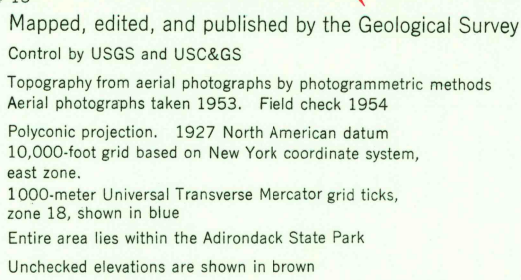 Mapped, edited, and published by the Geological Survey
Control by USGS and USC&GS
Topography from aerial photographs by photogrammetric methods
Aerial photographs taken 1953. Field check 1954
Polyconic projection. 1927 North American datum
10,000-foot grid based on New York coordinate system,
east zone.
1000-meter Universal Transverse Mercator grid ticks,
zone 18, shown in blue
Entire area lies within the Adirondack State Park
Unchecked elevations are shown in brown